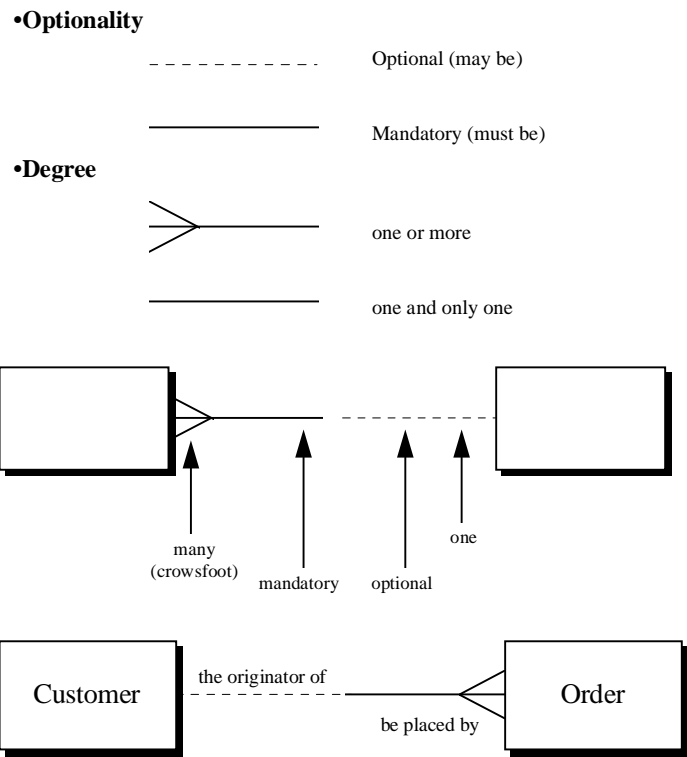 •Optionality
Optional (may be)
Mandatory (must be)
•Degree
one or more
one and only one
many
(crowsfoot)
mandatory
optional
one
Customer
the originator of
be placed by
Order